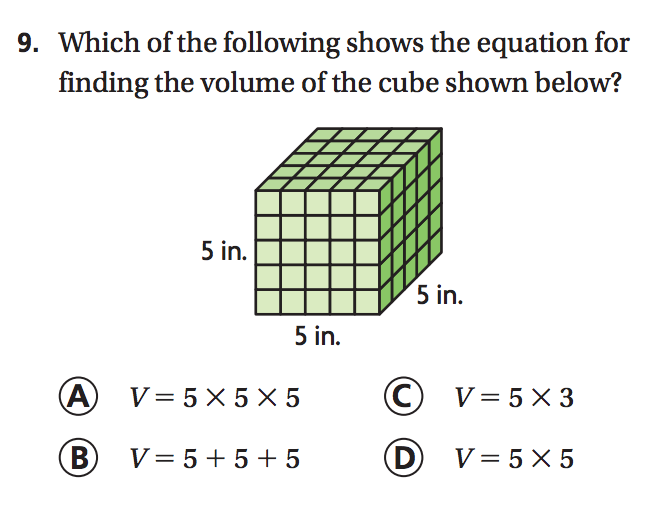 9. Which of the following shows the equation for
finding the volume of the cube shown below?
5 in.
5 in.
5 in.
A V = 5 × 5 × 5
C V = 5 × 3
B V = 5 + 5 + 5
D V = 5 × 5